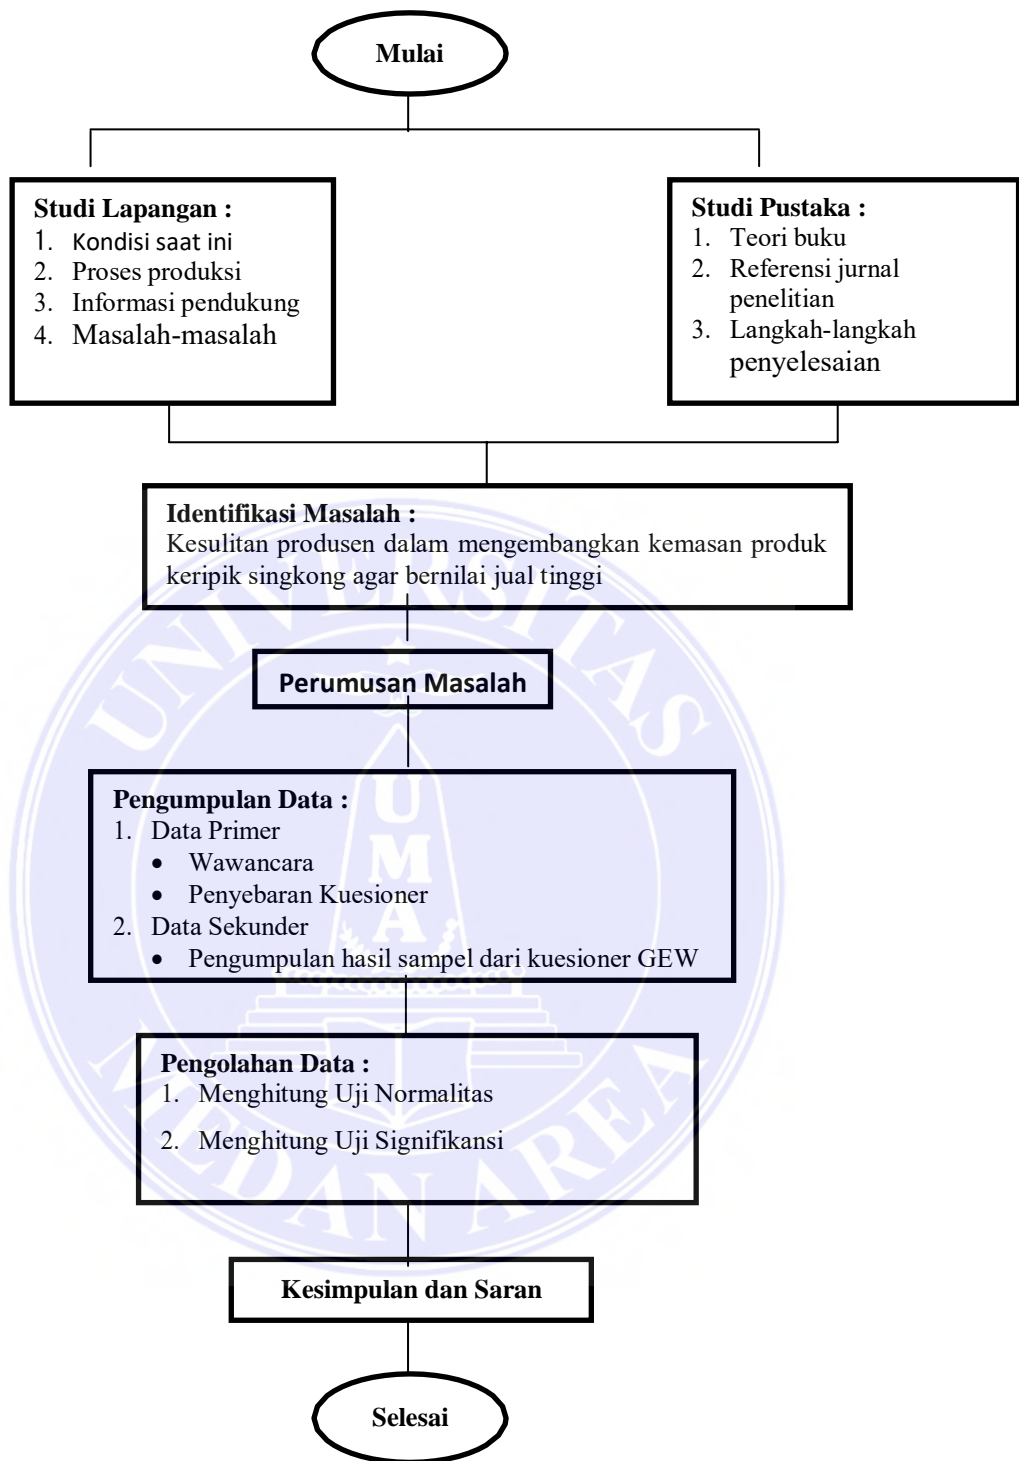 Mulai
Studi Lapangan :
1. Kondisi saat ini
2. Proses produksi
3. Informasi pendukung
4. Masalah-masalah
Studi Pustaka :
1. Teori buku
2. Referensi jurnal
penelitian
3. Langkah-langkah
penyelesaian
Identifikasi Masalah :
Kesulitan produsen dalam mengembangkan kemasan produk
keripik singkong agar bernilai jual tinggi
Perumusan Masalah
Pengumpulan Data :
1. Data Primer
• Wawancara
• Penyebaran Kuesioner
2. Data Sekunder
• Pengumpulan hasil sampel dari kuesioner GEW
Pengolahan Data :
1. Menghitung Uji Normalitas
2. Menghitung Uji Signifikansi
Kesimpulan dan Saran
Selesai
UNIVERSITAS
UMA
MEDAN AREA